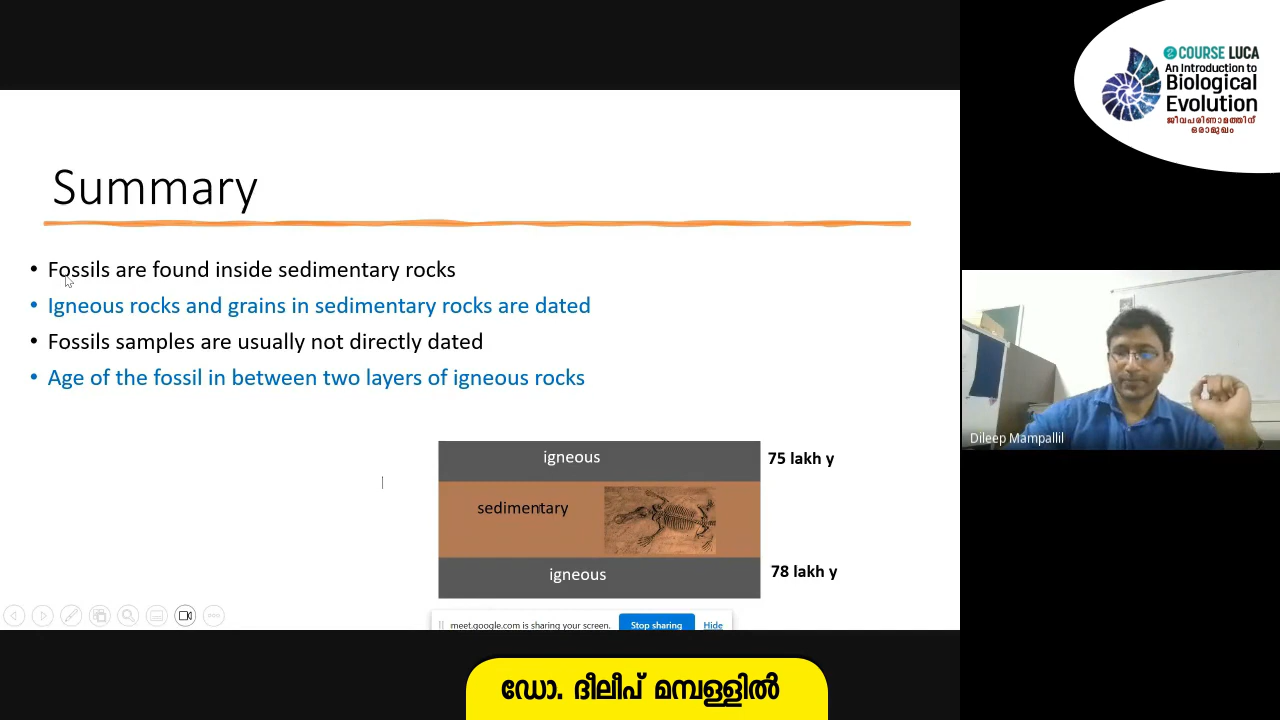 COURSE LUCA
An Introduction to
Biological
Evolution
ജീവപരിണാമത്തിന്
ഒരാമുഖം
Summary
• Fossils are found inside sedimentary rocks
• Igneous rocks and grains in sedimentary rocks are dated
• Fossils samples are usually not directly dated
• Age of the fossil in between two layers of igneous rocks
igneous 75 lakh y
sedimentary
igneous 78 lakh y
Dileep Mampallil
meet.google.com is sharing your screen. Stop sharing Hide
ഡോ. ദീലീപ് മമ്പള്ളിൽ